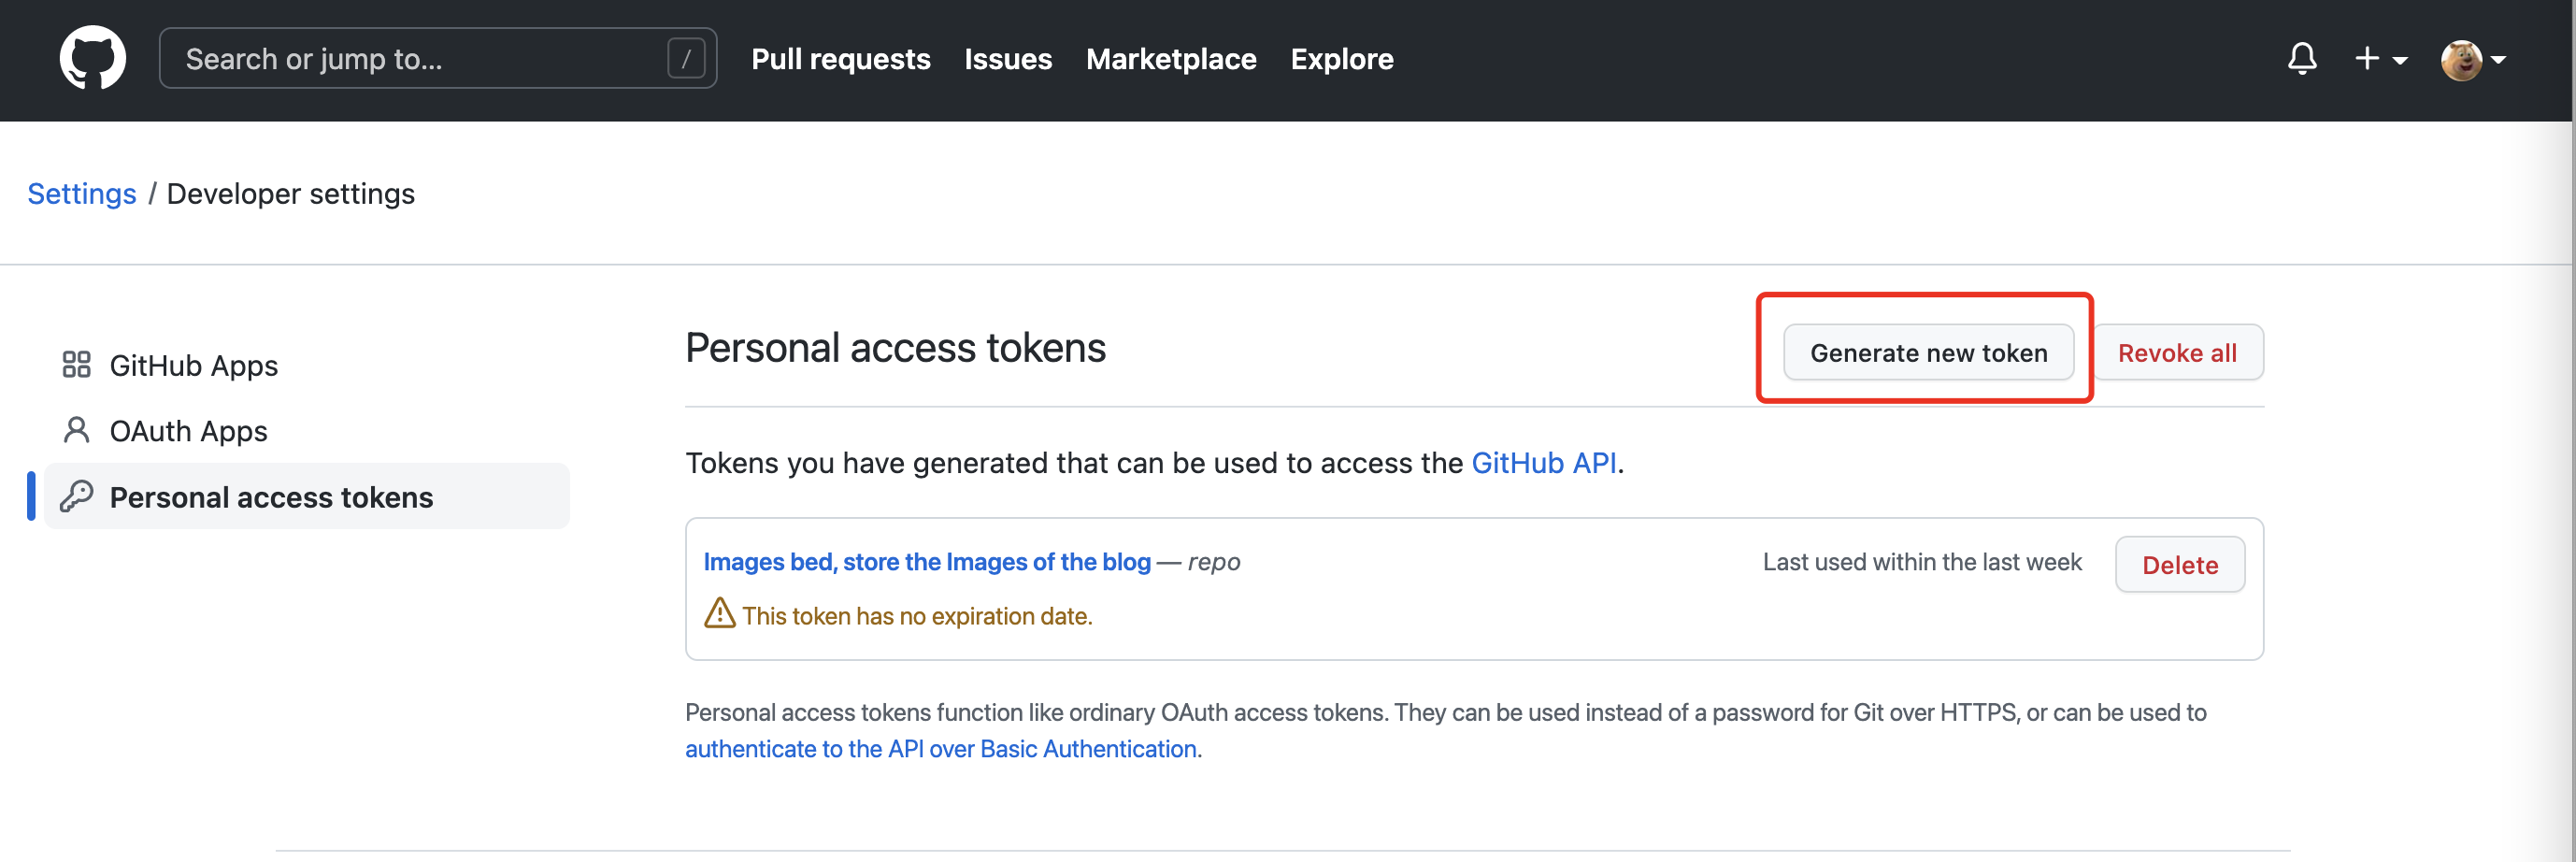 Search or jump to... / Pull requests Issues Marketplace Explore
Settings / Developer settings
Personal access tokens Generate new token Revoke all
GitHub Apps
OAuth Apps
Personal access tokens
Tokens you have generated that can be used to access the GitHub API.
Images bed, store the Images of the blog — repo Last used within the last week Delete
This token has no expiration date.
Personal access tokens function like ordinary OAuth access tokens. They can be used instead of a password for Git over HTTPS, or can be used to
authenticate to the API over Basic Authentication.